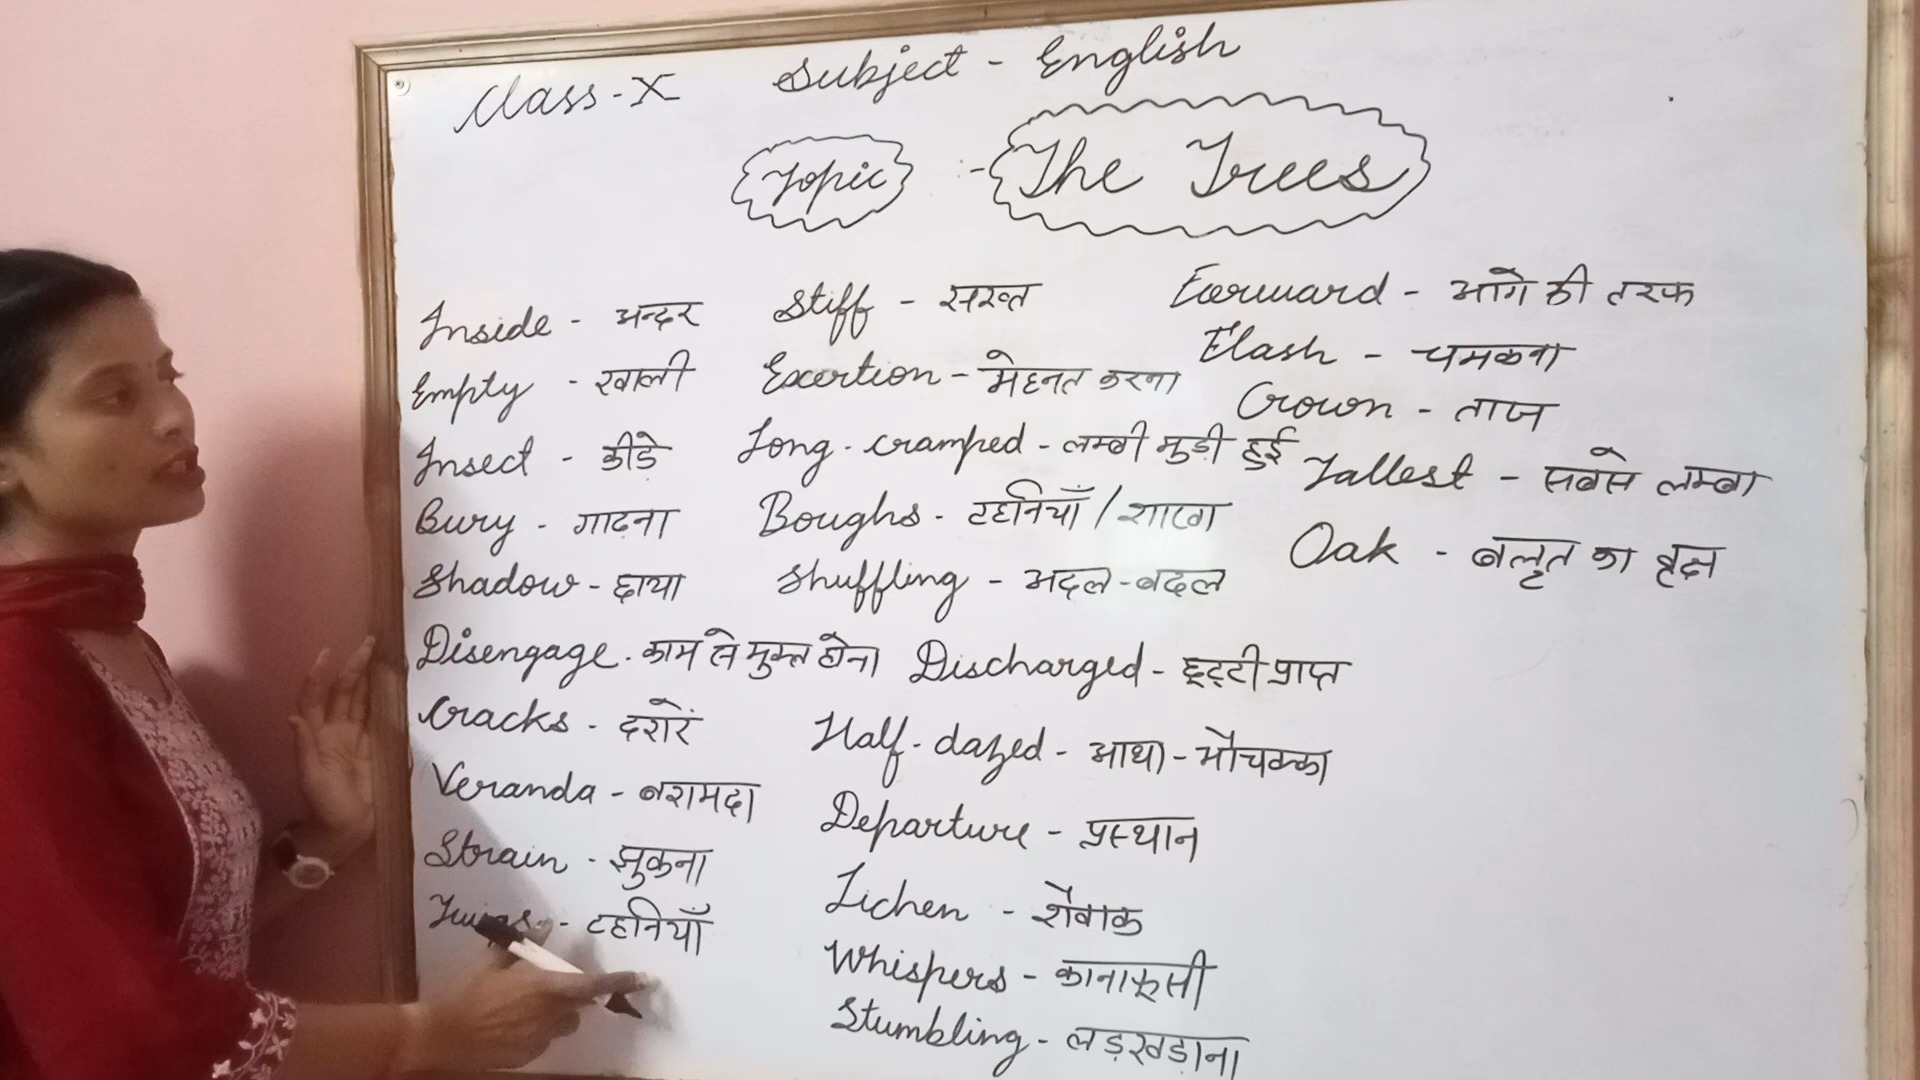 Class-X Subject - English
Topic :- The Trees
Inside - अन्दर
Empty - खाली
Insect - कीडे
Bury - गाढना
Shadow - छाया
Disengage - काम से मुक्त होना
Cracks - दरारें
Veranda - बरामदा
Strain - झुकना
Twigs - टहनियाँ
Stiff - सख्त
Excertion - मेहनत करना
Long - cramped - लम्बी मुड़ी हुई
Boughs - टहनियाँ / शाखा
Shuffling - अदल-बदल
Discharged - छूट्टी प्राप्त
Half-dazed - आधा-भौचक्का
Departure - प्रस्थान
Lichen - शैवाक
Whispers - कानाफूसी
Stumbling - लड़खड़ाना
Forward - आगे की तरफ
Flash - चमकना
Crown - ताज
Tallest - सबसे लम्बा
Oak - बलूत का वृक्ष